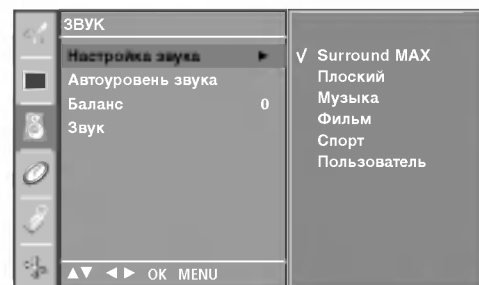 ЗВУК
Настройка звука ►
Автоуровень звука
Баланс 0
Звук
▲▼ ◄► OK MENU
√ Surround MAX
Плоский
Музыка
Фильм
Спорт
Пользователь